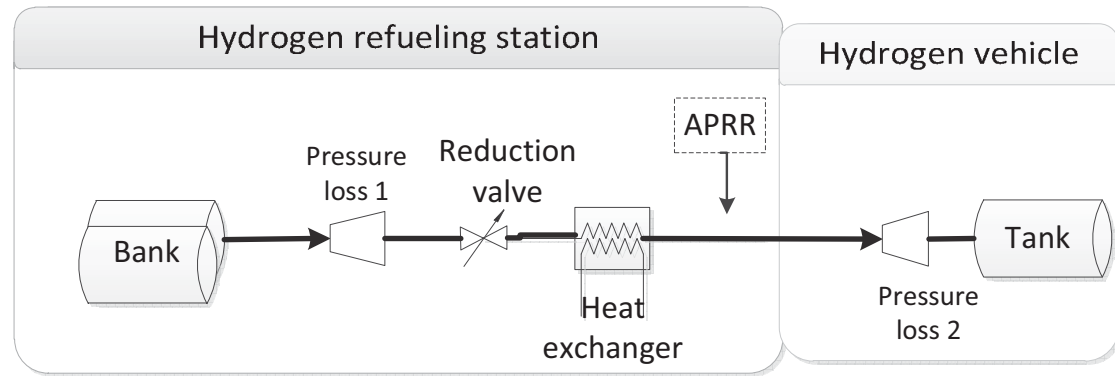 Hydrogen refueling station
Hydrogen vehicle
APRR
Pressure
loss 1
Reduction
valve
Bank
Tank
Heat
exchanger
Pressure
loss 2